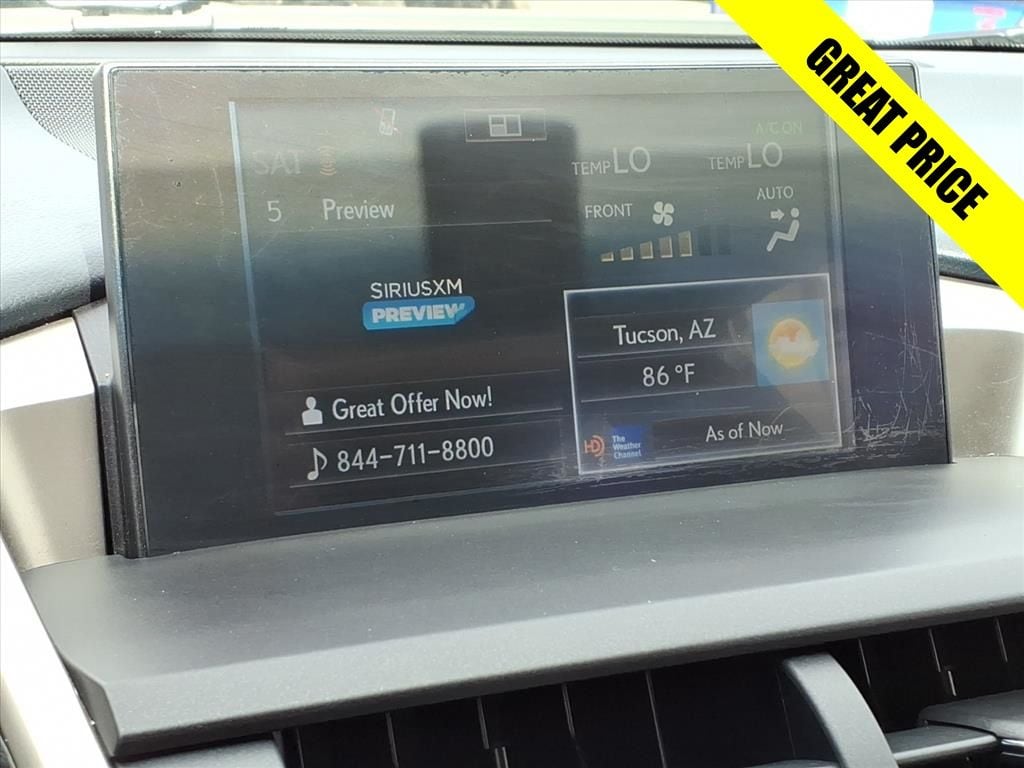 GREAT PRICE
A/C ON
SAT
TEMP LO
TEMP LO
5 Preview
FRONT
AUTO
SIRIUSXM
PREVIEW
Tucson, AZ
86 °F
Great Offer Now!
844-711-8800
HD The Weather Channel
As of Now